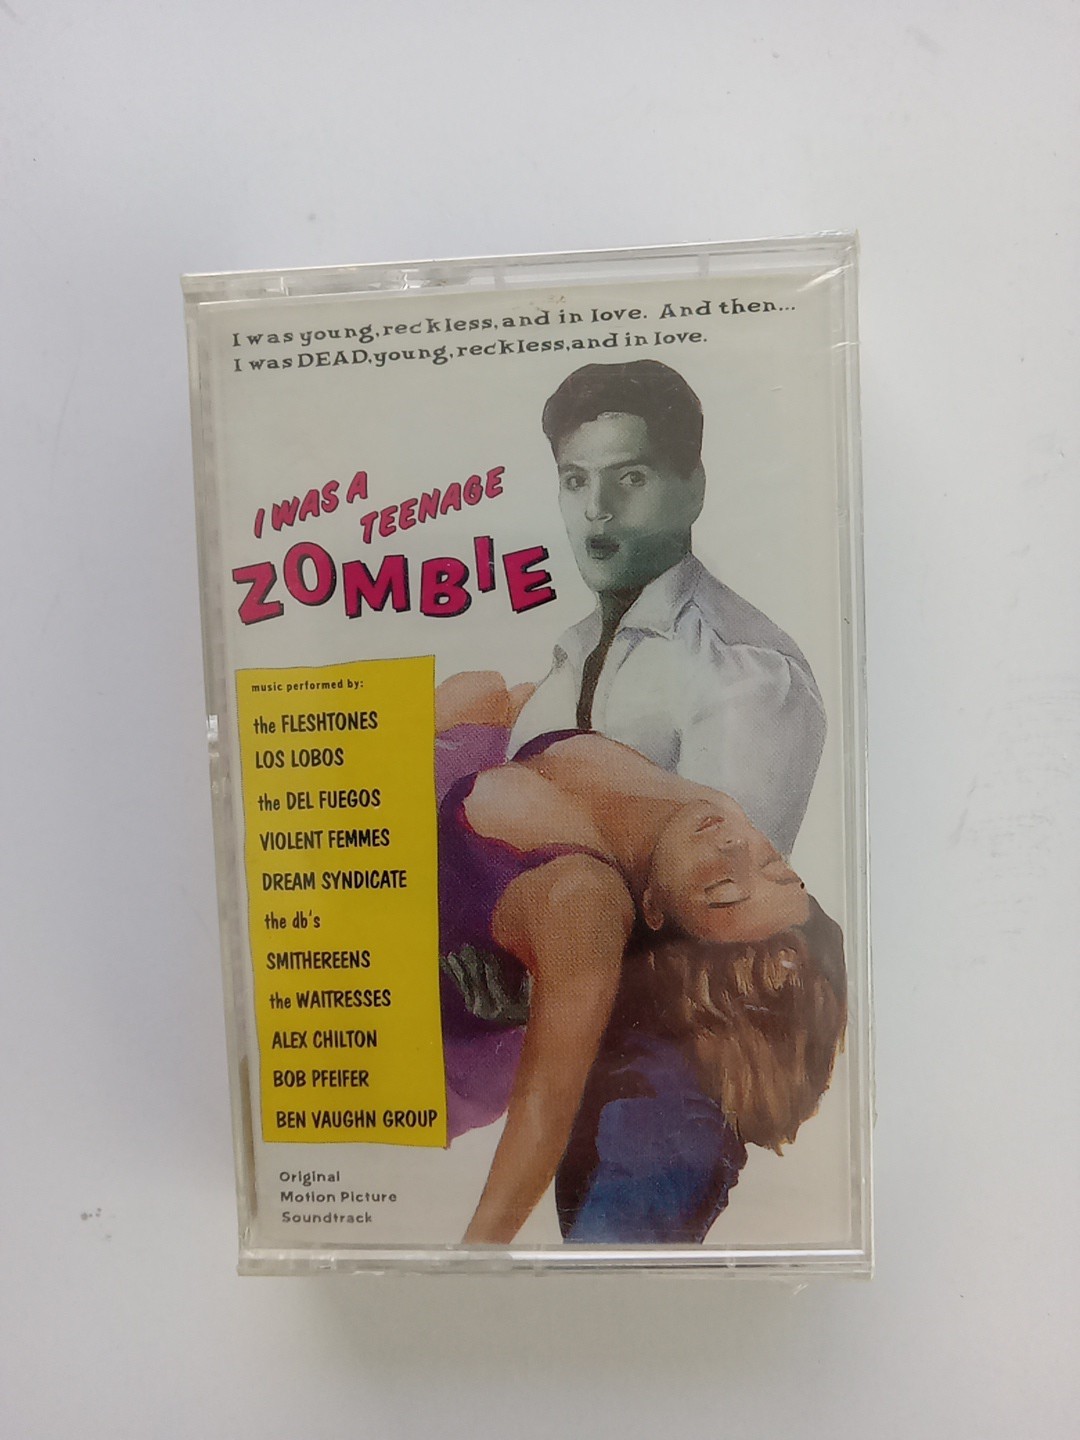 I was young, reckless, and in love. And then...
I was DEAD, young, reckless, and in love.
I WAS A
TEENAGE
ZOMBIE
music performed by:
the FLESHTONES
LOS LOBOS
the DEL FUEGOS
VIOLENT FEMMES
DREAM SYNDICATE
the db's
SMITHEREENS
the WAITRESSES
ALEX CHILTON
BOB PFEIFER
BEN VAUGHN GROUP
Original
Motion Picture
Soundtrack